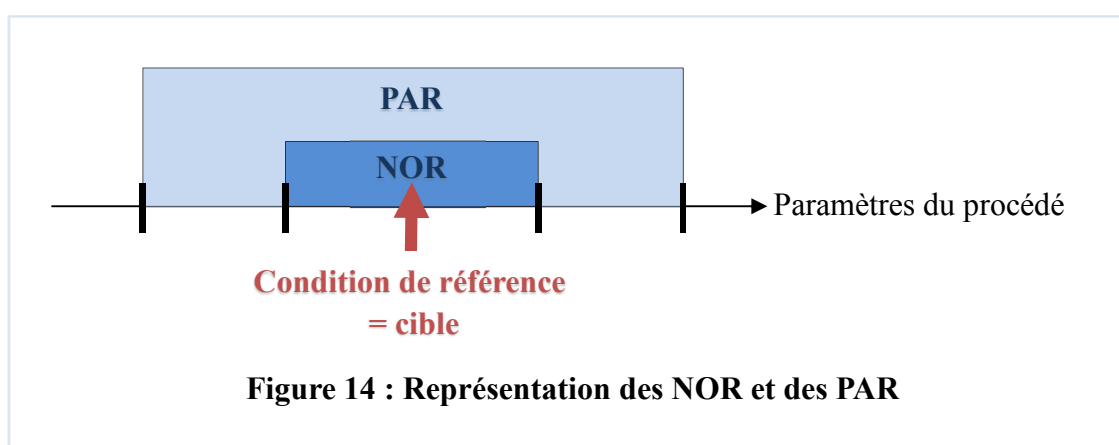 PAR
NOR
Paramètres du procédé
Condition de référence
= cible
Figure 14 : Représentation des NOR et des PAR